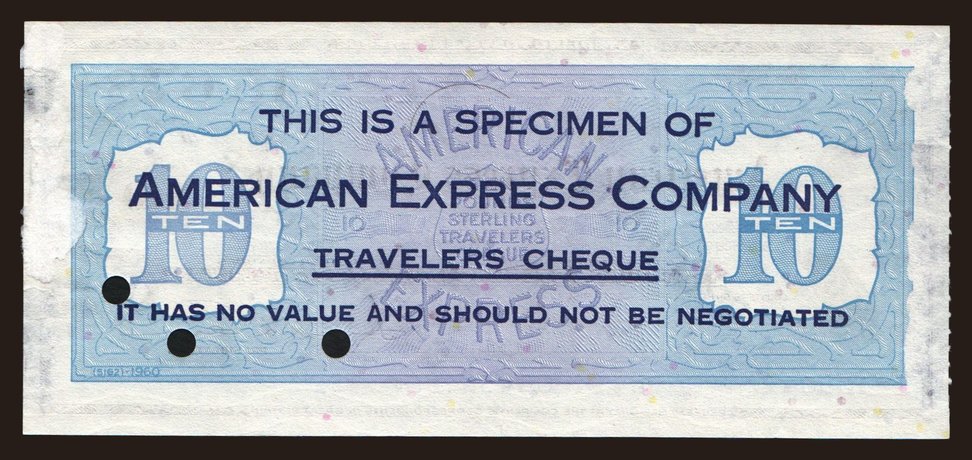 THIS IS A SPECIMEN OF
AMERICAN
AMERICAN EXPRESS COMPANY
10 TEN
10
STERLING
TRAVELERS
10
10 TEN
TRAVELERS CHEQUE
EXPRESS
IT HAS NO VALUE AND SHOULD NOT BE NEGOTIATED